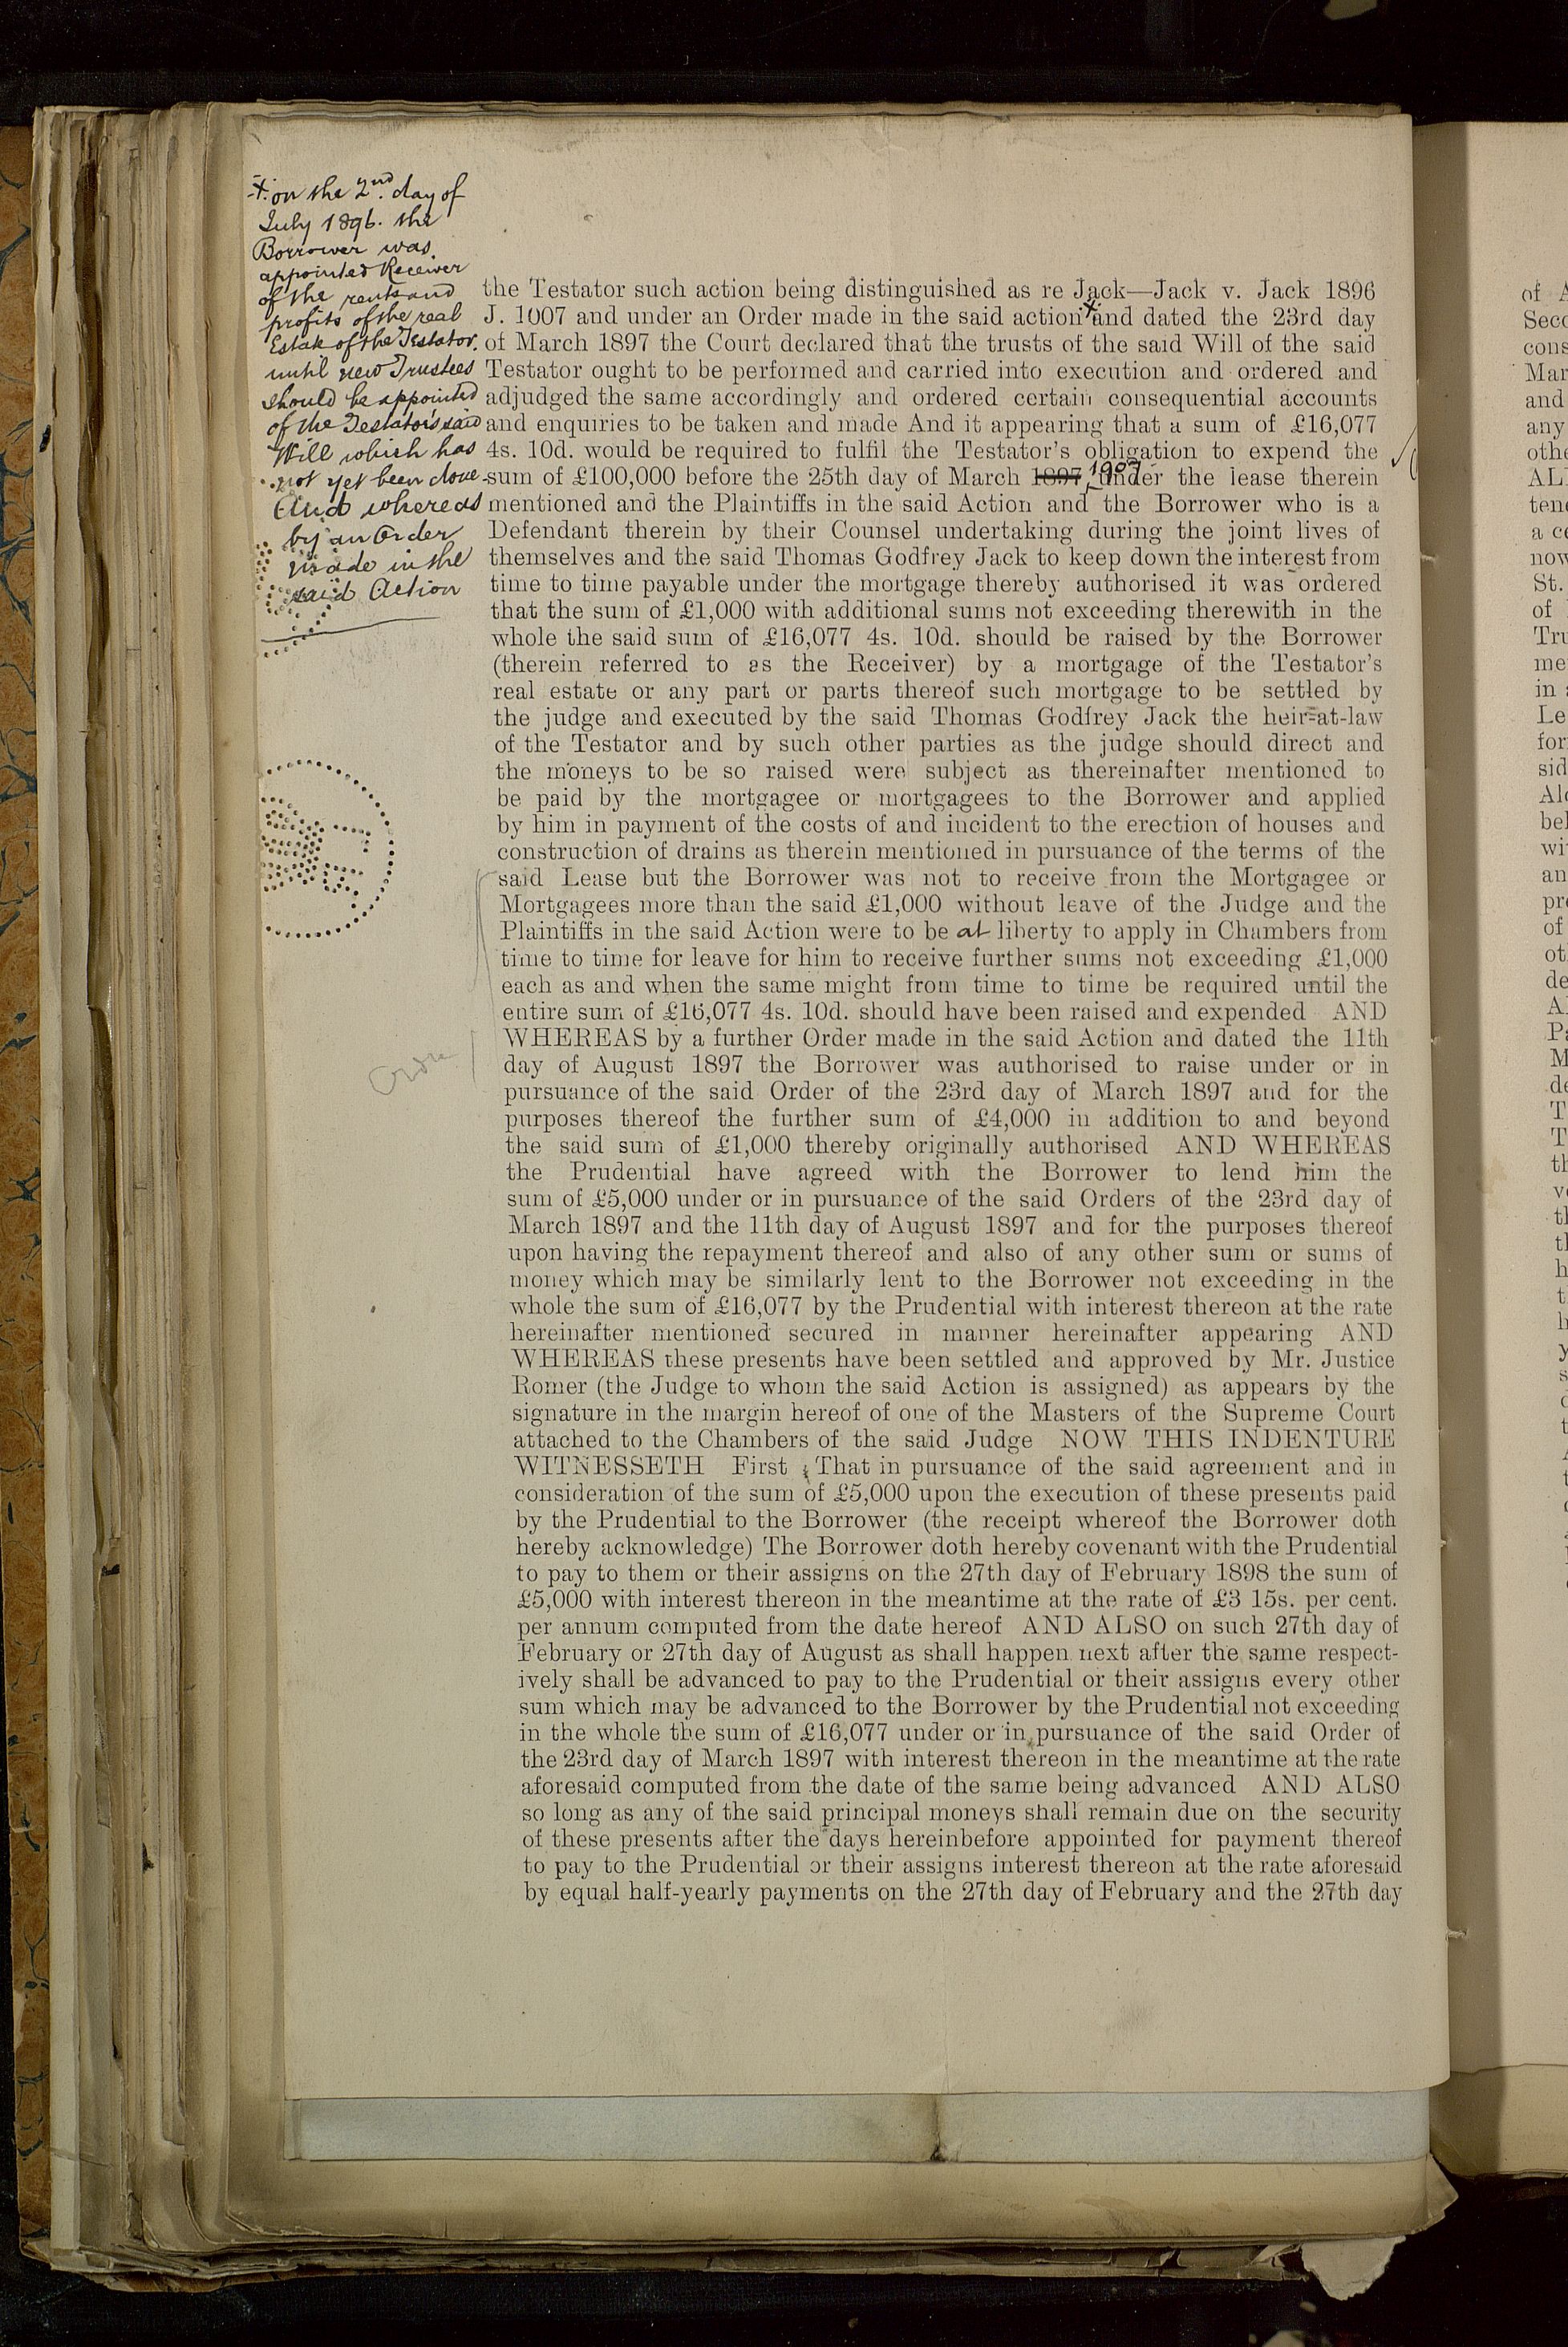 + on the 2nd day of
July 1896. the
Borrower was
appointed Receiver
of the rents and
profits of the real
Estate of the Testator
until new Trustees
should be appointed
of the Testator's said
Will which has
not yet been done
And whereas
by an Order
made in the
said Action
the Testator such action being distinguished as re Jack—Jack v. Jack 1896
J. 1007 and under an Order made in the said action + and dated the 23rd day
of March 1897 the Court declared that the trusts of the said Will of the said
Testator ought to be performed and carried into execution and ordered and
adjudged the same accordingly and ordered certain consequential accounts
and enquiries to be taken and made And it appearing that a sum of £16,077
4s. 10d. would be required to fulfil the Testator's obligation to expend the
sum of £100,000 before the 25th day of March 1897 1907 under the lease therein
mentioned and the Plaintiffs in the said Action and the Borrower who is a
Defendant therein by their Counsel undertaking during the joint lives of
themselves and the said Thomas Godfrey Jack to keep down the interest from
time to time payable under the mortgage thereby authorised it was ordered
that the sum of £1,000 with additional sums not exceeding therewith in the
whole the said sum of £16,077 4s. 10d. should be raised by the Borrower
(therein referred to as the Receiver) by a mortgage of the Testator's
real estate or any part or parts thereof such mortgage to be settled by
the judge and executed by the said Thomas Godfrey Jack the heir-at-law
of the Testator and by such other parties as the judge should direct and
the moneys to be so raised were subject as thereinafter mentioned to
be paid by the mortgagee or mortgagees to the Borrower and applied
by him in payment of the costs of and incident to the erection of houses and
construction of drains as therein mentioned in pursuance of the terms of the
said Lease but the Borrower was not to receive from the Mortgagee or
Mortgagees more than the said £1,000 without leave of the Judge and the
Plaintiffs in the said Action were to be at liberty to apply in Chambers from
time to time for leave for him to receive further sums not exceeding £1,000
each as and when the same might from time to time be required until the
entire sum of £16,077 4s. 10d. should have been raised and expended AND
WHEREAS by a further Order made in the said Action and dated the 11th
day of August 1897 the Borrower was authorised to raise under or in
pursuance of the said Order of the 23rd day of March 1897 and for the
purposes thereof the further sum of £4,000 in addition to and beyond
the said sum of £1,000 thereby originally authorised AND WHEREAS
the Prudential have agreed with the Borrower to lend him the
sum of £5,000 under or in pursuance of the said Orders of the 23rd day of
March 1897 and the 11th day of August 1897 and for the purposes thereof
upon having the repayment thereof and also of any other sum or sums of
money which may be similarly lent to the Borrower not exceeding in the
whole the sum of £16,077 by the Prudential with interest thereon at the rate
hereinafter mentioned secured in manner hereinafter appearing AND
WHEREAS these presents have been settled and approved by Mr. Justice
Romer (the Judge to whom the said Action is assigned) as appears by the
signature in the margin hereof of one of the Masters of the Supreme Court
attached to the Chambers of the said Judge NOW THIS INDENTURE
WITNESSETH First That in pursuance of the said agreement and in
consideration of the sum of £5,000 upon the execution of these presents paid
by the Prudential to the Borrower (the receipt whereof the Borrower doth
hereby acknowledge) The Borrower doth hereby covenant with the Prudential
to pay to them or their assigns on the 27th day of February 1898 the sum of
£5,000 with interest thereon in the meantime at the rate of £3 15s. per cent.
per annum computed from the date hereof AND ALSO on such 27th day of
February or 27th day of August as shall happen next after the same respect-
ively shall be advanced to pay to the Prudential or their assigns every other
sum which may be advanced to the Borrower by the Prudential not exceeding
in the whole the sum of £16,077 under or in pursuance of the said Order of
the 23rd day of March 1897 with interest thereon in the meantime at the rate
aforesaid computed from the date of the same being advanced AND ALSO
so long as any of the said principal moneys shall remain due on the security
of these presents after the days hereinbefore appointed for payment thereof
to pay to the Prudential or their assigns interest thereon at the rate aforesaid
by equal half-yearly payments on the 27th day of February and the 27th day